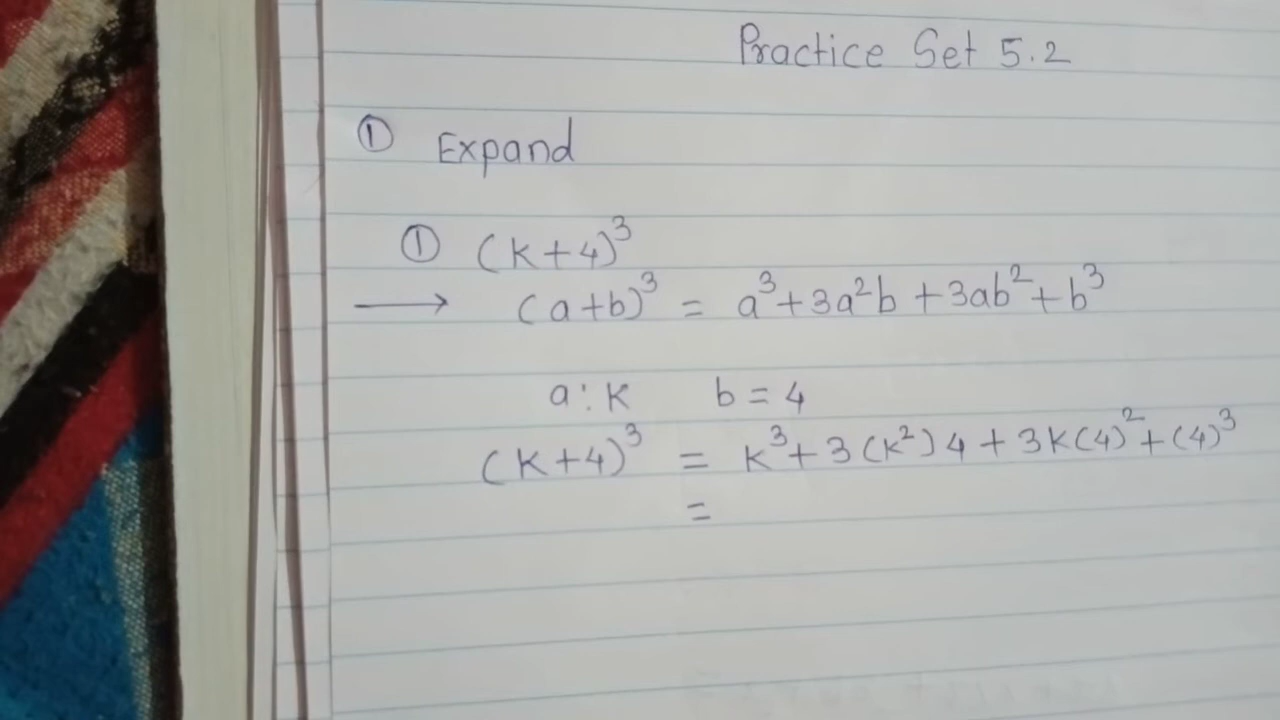 Practice Set 5.2
① Expand
① (k+4)³
⟶ (a+b)³ = a³+3a²b+3ab²+b³
a:k b=4
(k+4)³ = k³+3(k²)4+3k(4)²+(4)³
=